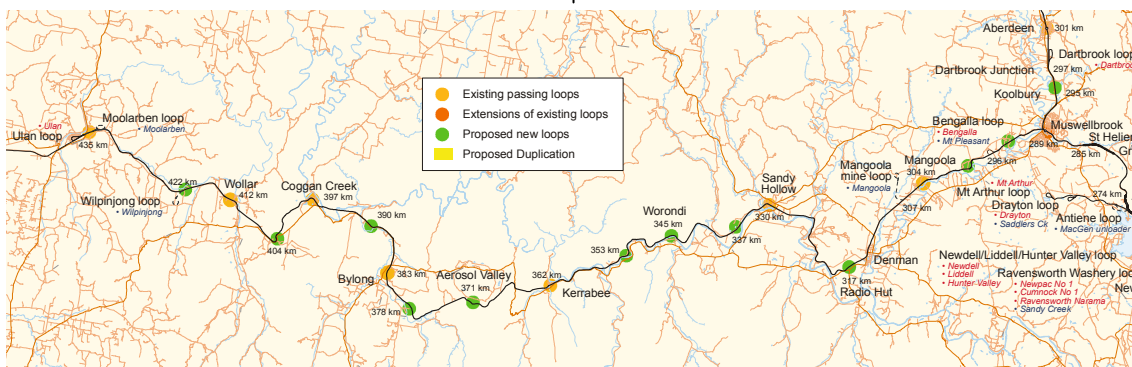 Aberdeen
301 km
Dartbrook loop
• Dartbro
Dartbrook Junction
297 km
295 km
Koolbury
Existing passing loops
Extensions of existing loops
Proposed new loops
Proposed Duplication
Moolarben loop
• Moolarben
• Ulan
Ulan loop
435 km
Bengalla loop
• Bengalla
• Mt Pleasant
Muswellbrook
289 km
St Helier
285 km
296 km
Mangoola
304 km
Mangoola
mine loop
• Mangoola
307 km
• Mt Arthur
Mt Arthur loop
Drayton loop
• Drayton
• Saddlers Ck
274 km
Antiene loop
• MacGen unloader
422 km
Wilpinjong loop
• Wilpinjong
Wollar
412 km
Coggan Creek
397 km
404 km
390 km
Sandy
Hollow
330 km
Worondi
345 km
337 km
353 km
Bylong
383 km
Aerosol Valley
371 km
362 km
Kerrabee
378 km
Denman
317 km
Radio Hut
Newdell/Liddell/Hunter Valley loop
• Newdell
• Liddell
• Hunter Valley
Ravensworth Washery loo
• Newpac No 1
• Cumnock No 1
• Ravensworth Narama
• Sandy Creek